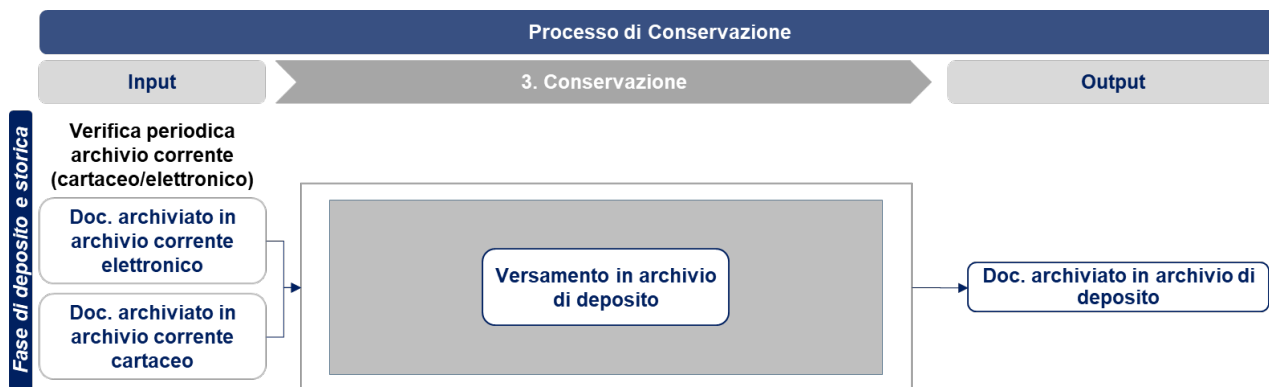 Processo di Conservazione
Input
3. Conservazione
Output
Fase di deposito e storica
Verifica periodica
archivio corrente
(cartaceo/elettronico)
Doc. archiviato in
archivio corrente
elettronico
Doc. archiviato in
archivio corrente
cartaceo
Versamento in archivio
di deposito
Doc. archiviato in archivio di
deposito